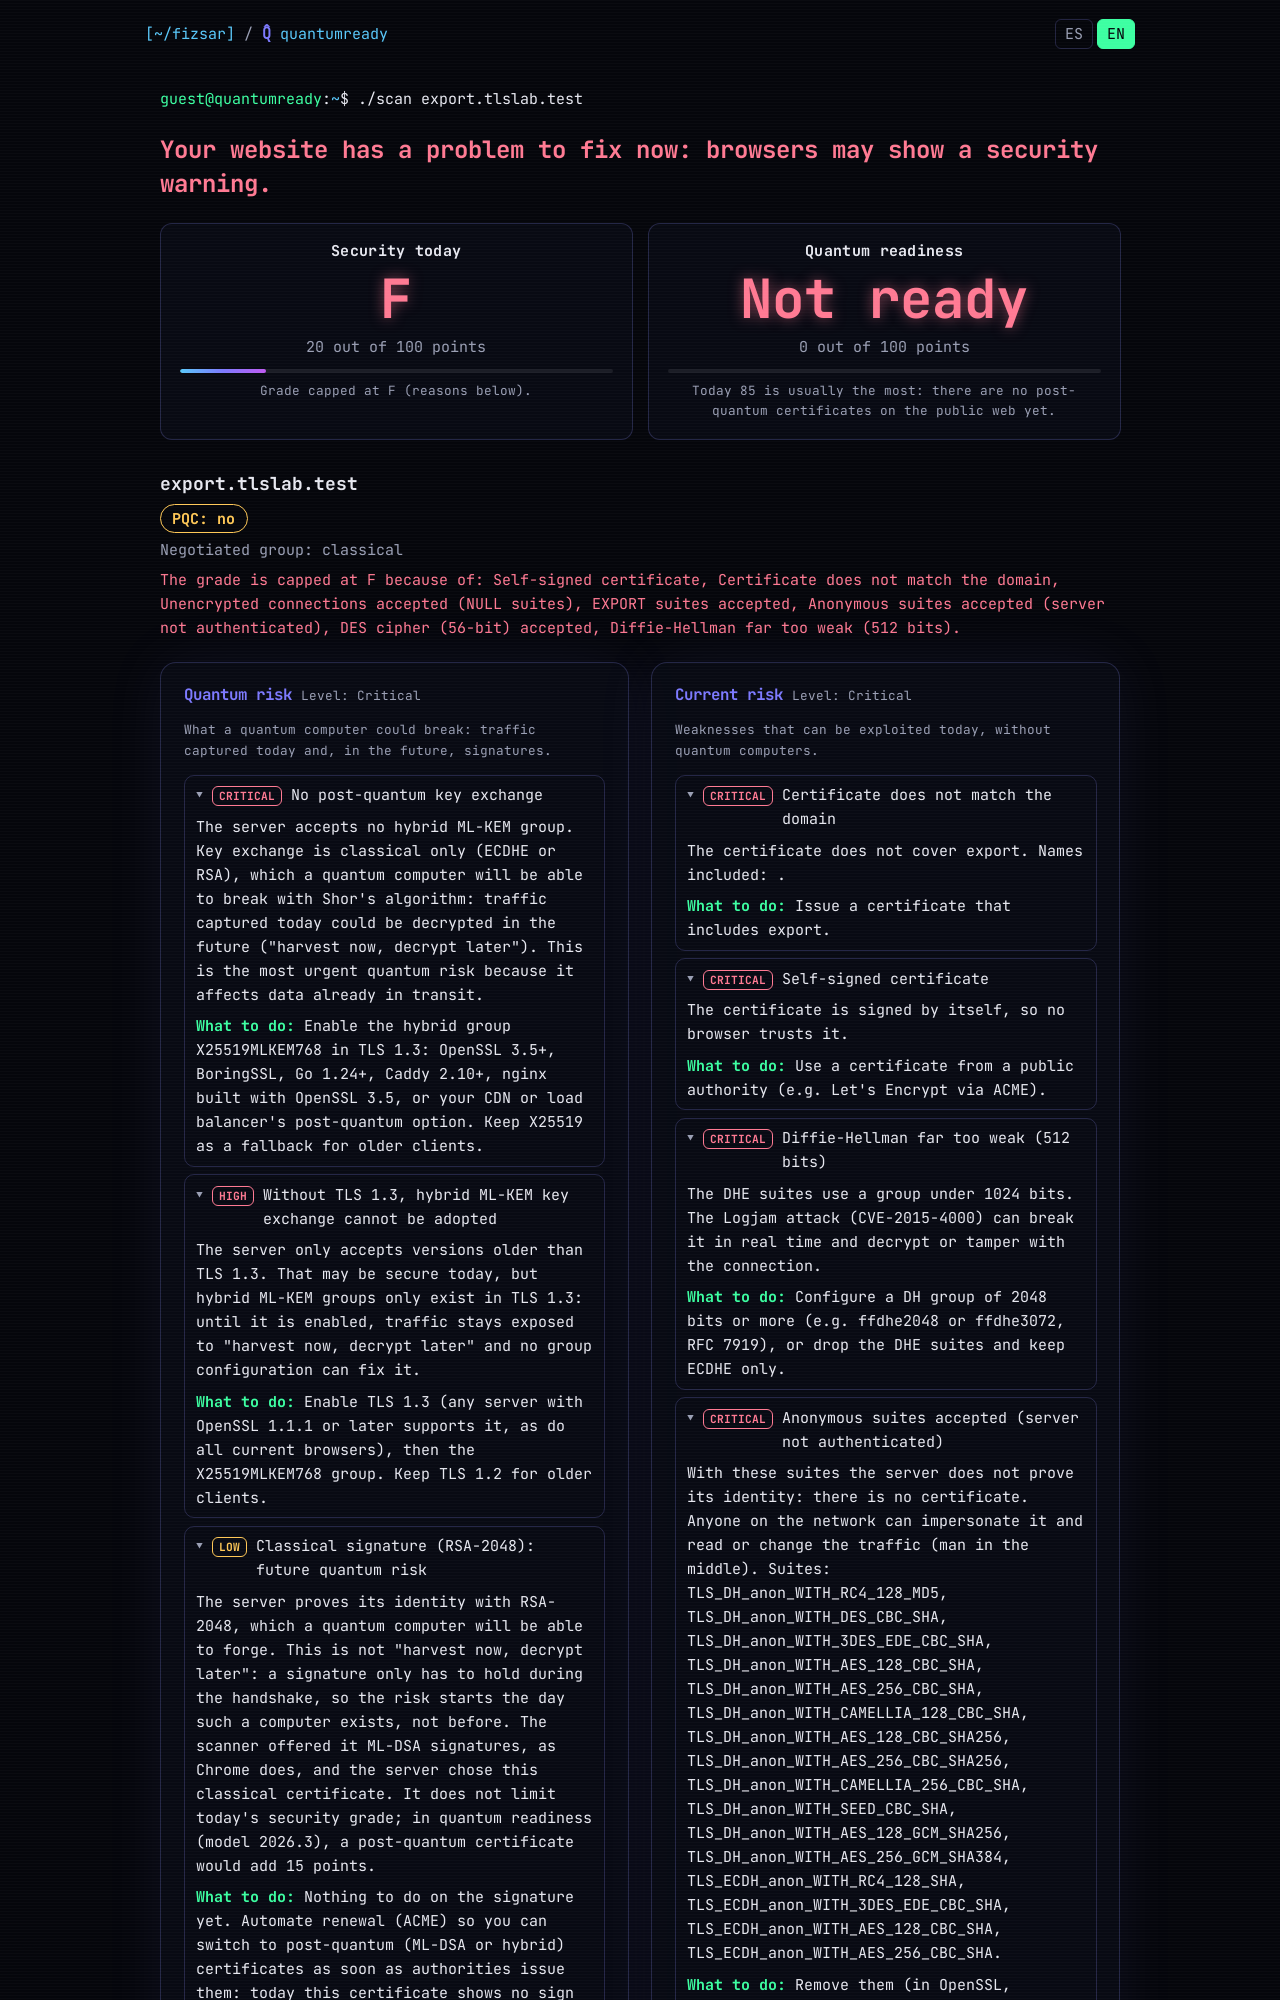 [~/fizsar] / Q̂ quantumready
ES EN
guest@quantumready:~$ ./scan export.tlslab.test
Your website has a problem to fix now: browsers may show a security
warning.
Security today
F
20 out of 100 points
Grade capped at F (reasons below).
Quantum readiness
Not ready
0 out of 100 points
Today 85 is usually the most: there are no post-
quantum certificates on the public web yet.
export.tlslab.test
PQC: no
Negotiated group: classical
The grade is capped at F because of: Self-signed certificate, Certificate does not match the domain,
Unencrypted connections accepted (NULL suites), EXPORT suites accepted, Anonymous suites accepted (server
not authenticated), DES cipher (56-bit) accepted, Diffie-Hellman far too weak (512 bits).
Quantum risk Level: Critical
What a quantum computer could break: traffic
captured today and, in the future, signatures.
▾ CRITICAL No post-quantum key exchange
The server accepts no hybrid ML-KEM group.
Key exchange is classical only (ECDHE or
RSA), which a quantum computer will be able
to break with Shor's algorithm: traffic
captured today could be decrypted in the
future ("harvest now, decrypt later"). This
is the most urgent quantum risk because it
affects data already in transit.
What to do: Enable the hybrid group
X25519MLKEM768 in TLS 1.3: OpenSSL 3.5+,
BoringSSL, Go 1.24+, Caddy 2.10+, nginx
built with OpenSSL 3.5, or your CDN or load
balancer's post-quantum option. Keep X25519
as a fallback for older clients.
▾ HIGH Without TLS 1.3, hybrid ML-KEM key
exchange cannot be adopted
The server only accepts versions older than
TLS 1.3. That may be secure today, but
hybrid ML-KEM groups only exist in TLS 1.3:
until it is enabled, traffic stays exposed
to "harvest now, decrypt later" and no group
configuration can fix it.
What to do: Enable TLS 1.3 (any server with
OpenSSL 1.1.1 or later supports it, as do
all current browsers), then the
X25519MLKEM768 group. Keep TLS 1.2 for older
clients.
▾ LOW Classical signature (RSA-2048):
future quantum risk
The server proves its identity with RSA-
2048, which a quantum computer will be able
to forge. This is not "harvest now, decrypt
later": a signature only has to hold during
the handshake, so the risk starts the day
such a computer exists, not before. The
scanner offered it ML-DSA signatures, as
Chrome does, and the server chose this
classical certificate. It does not limit
today's security grade; in quantum readiness
(model 2026.3), a post-quantum certificate
would add 15 points.
What to do: Nothing to do on the signature
yet. Automate renewal (ACME) so you can
switch to post-quantum (ML-DSA or hybrid)
certificates as soon as authorities issue
them: today this certificate shows no sign
Current risk Level: Critical
Weaknesses that can be exploited today, without
quantum computers.
▾ CRITICAL Certificate does not match the
domain
The certificate does not cover export. Names
included: .
What to do: Issue a certificate that
includes export.
▾ CRITICAL Self-signed certificate
The certificate is signed by itself, so no
browser trusts it.
What to do: Use a certificate from a public
authority (e.g. Let's Encrypt via ACME).
▾ CRITICAL Diffie-Hellman far too weak (512
bits)
The DHE suites use a group under 1024 bits.
The Logjam attack (CVE-2015-4000) can break
it in real time and decrypt or tamper with
the connection.
What to do: Configure a DH group of 2048
bits or more (e.g. ffdhe2048 or ffdhe3072,
RFC 7919), or drop the DHE suites and keep
ECDHE only.
▾ CRITICAL Anonymous suites accepted (server
not authenticated)
With these suites the server does not prove
its identity: there is no certificate.
Anyone on the network can impersonate it and
read or change the traffic (man in the
middle). Suites:
TLS_DH_anon_WITH_RC4_128_MD5,
TLS_DH_anon_WITH_DES_CBC_SHA,
TLS_DH_anon_WITH_3DES_EDE_CBC_SHA,
TLS_DH_anon_WITH_AES_128_CBC_SHA,
TLS_DH_anon_WITH_AES_256_CBC_SHA,
TLS_DH_anon_WITH_CAMELLIA_128_CBC_SHA,
TLS_DH_anon_WITH_AES_128_CBC_SHA256,
TLS_DH_anon_WITH_AES_256_CBC_SHA256,
TLS_DH_anon_WITH_CAMELLIA_256_CBC_SHA,
TLS_DH_anon_WITH_SEED_CBC_SHA,
TLS_DH_anon_WITH_AES_128_GCM_SHA256,
TLS_DH_anon_WITH_AES_256_GCM_SHA384,
TLS_ECDH_anon_WITH_RC4_128_SHA,
TLS_ECDH_anon_WITH_3DES_EDE_CBC_SHA,
TLS_ECDH_anon_WITH_AES_128_CBC_SHA,
TLS_ECDH_anon_WITH_AES_256_CBC_SHA.
What to do: Remove them (in OpenSSL,